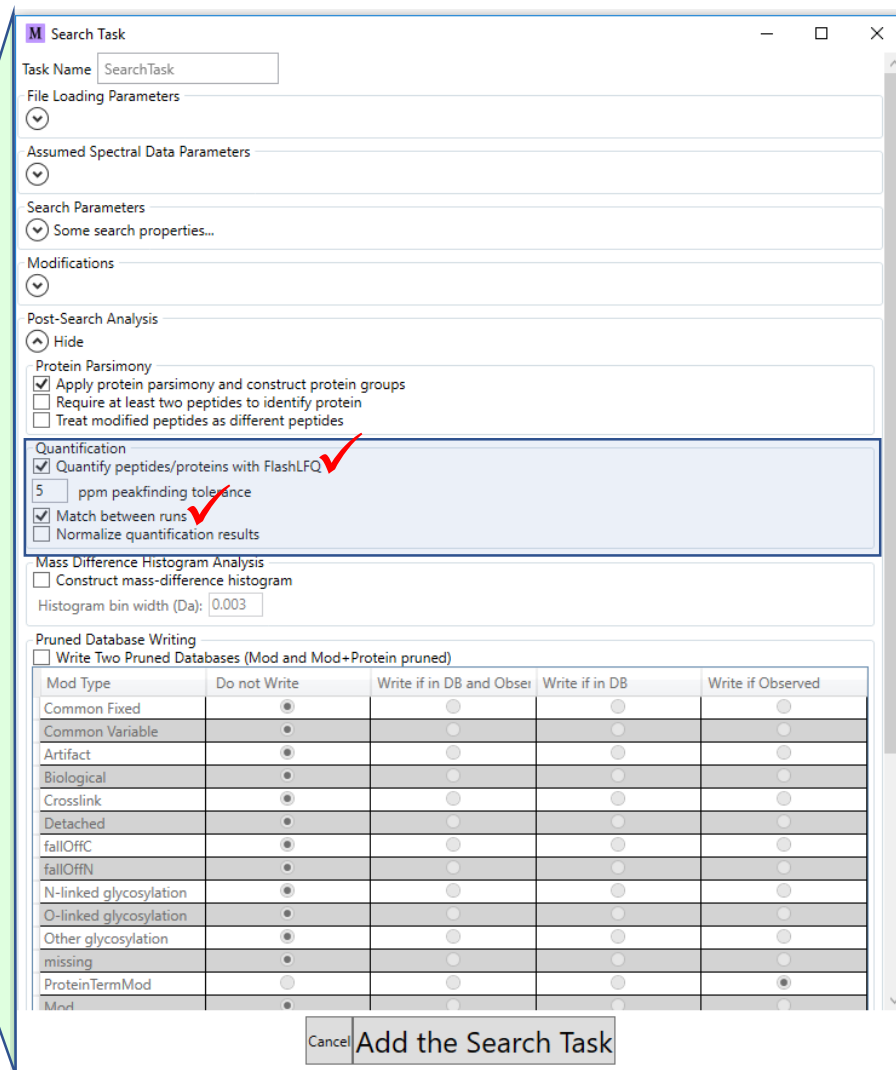 M Search Task
Task Name SearchTask
File Loading Parameters
Assumed Spectral Data Parameters
Search Parameters
Some search properties...
Modifications
Post-Search Analysis
Hide
Protein Parsimony
Apply protein parsimony and construct protein groups
Require at least two peptides to identify protein
Treat modified peptides as different peptides
Quantification
Quantify peptides/proteins with FlashLFQ
5 ppm peakfinding tolerance
Match between runs
Normalize quantification results
Mass Difference Histogram Analysis
Construct mass-difference histogram
Histogram bin width (Da): 0.003
Pruned Database Writing
Write Two Pruned Databases (Mod and Mod+Protein pruned)
Mod Type Do not Write Write if in DB and Obser Write if in DB Write if Observed
Common Fixed
Common Variable
Artifact
Biological
Crosslink
Detached
fallOffC
fallOffN
N-linked glycosylation
O-linked glycosylation
Other glycosylation
missing
ProteinTermMod
Mod
Cancel Add the Search Task